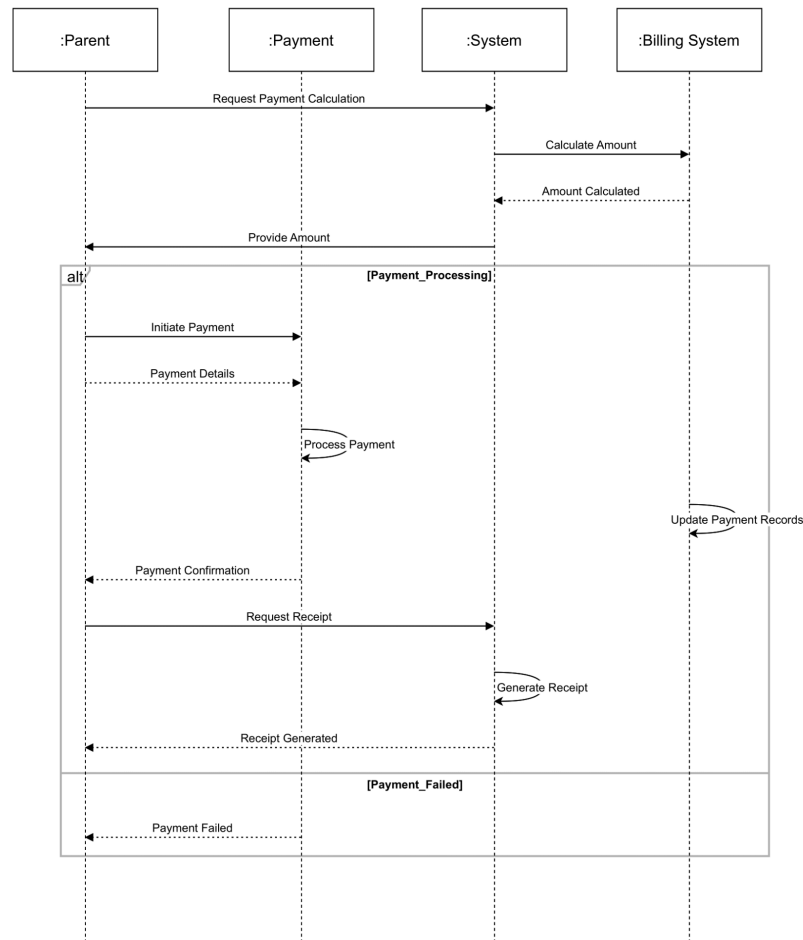 :Parent
:Payment
:System
:Billing System
Request Payment Calculation
Calculate Amount
Amount Calculated
Provide Amount
alt
[Payment_Processing]
Initiate Payment
Payment Details
Process Payment
Update Payment Records
Payment Confirmation
Request Receipt
Generate Receipt
Receipt Generated
[Payment_Failed]
Payment Failed